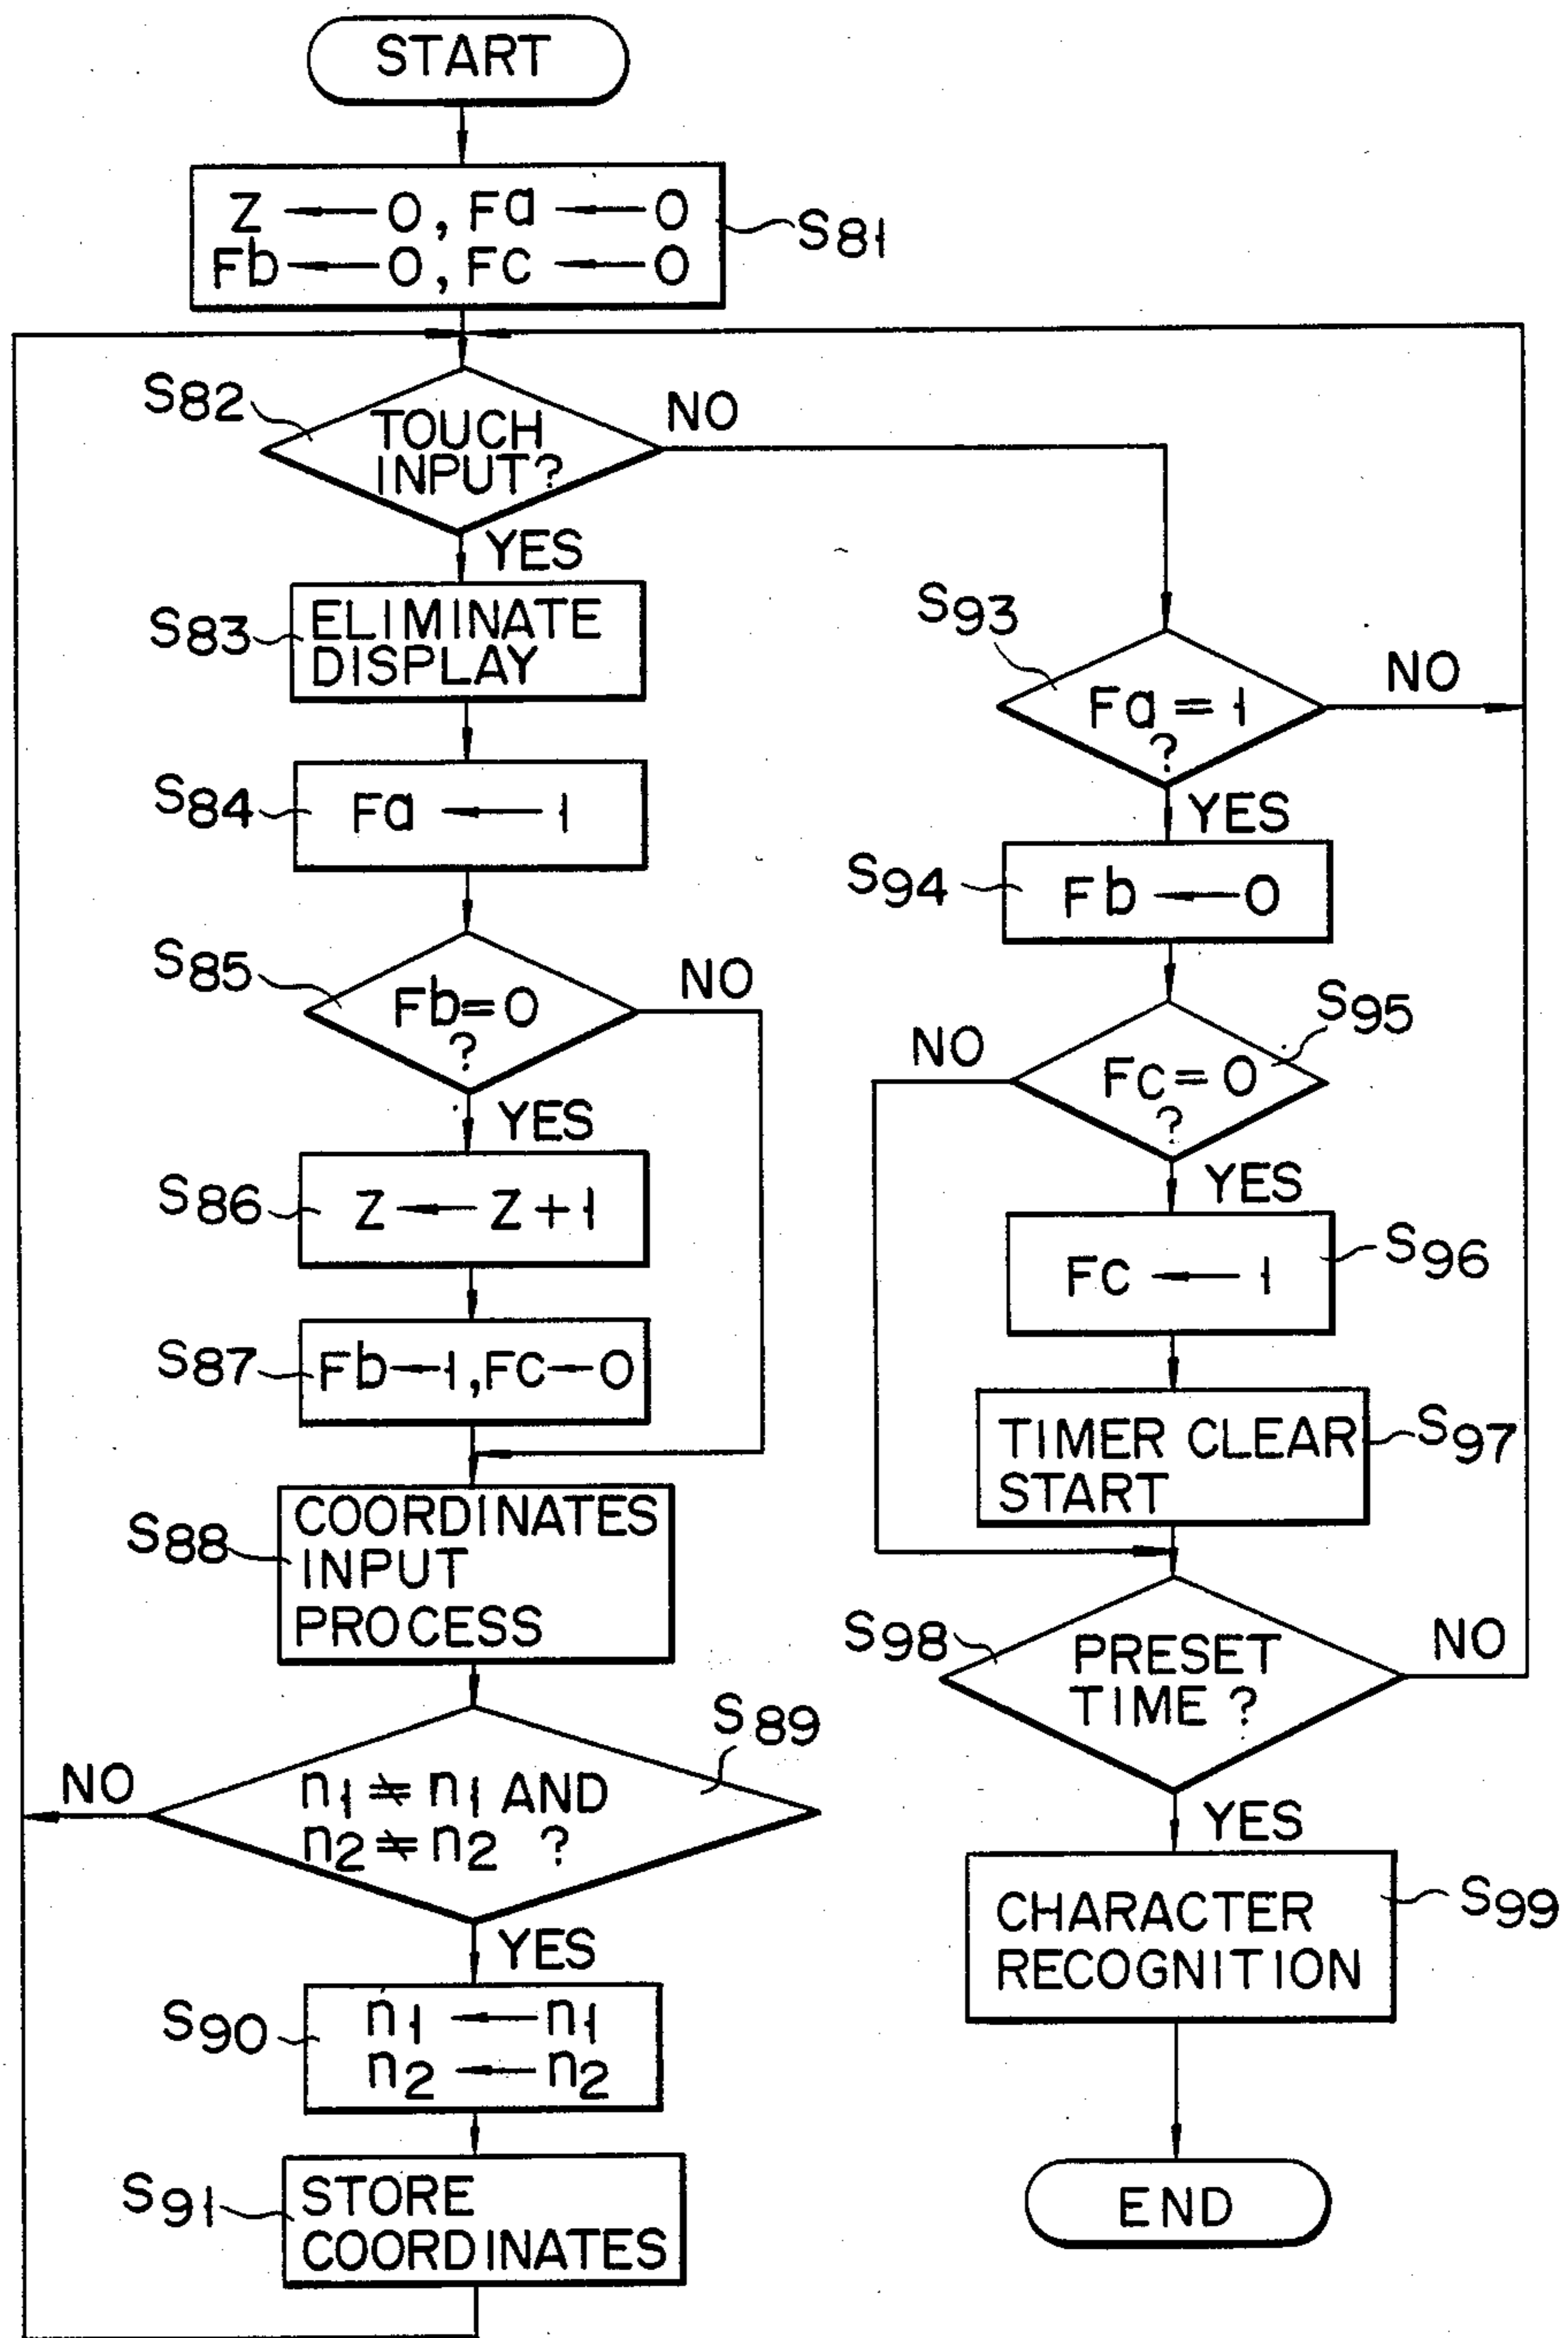 START
Z ← 0, Fa ← 0
Fb ← 0, Fc ← 0
S81
S82
TOUCH
INPUT?
NO
YES
S83
ELIMINATE
DISPLAY
S84
Fa ← 1
S85
Fb=0
?
NO
YES
S86
Z ← Z+1
S87
Fb←1, Fc←0
S88
COORDINATES
INPUT
PROCESS
S89
n1 ≠ n1 AND
n2 ≠ n2 ?
NO
YES
S90
n1 ← n1
n2 ← n2
S91
STORE
COORDINATES
S93
Fa = 1
?
NO
YES
S94
Fb ← 0
S95
Fc = 0
?
NO
YES
S96
Fc ← 1
S97
TIMER CLEAR
START
S98
PRESET
TIME ?
NO
YES
S99
CHARACTER
RECOGNITION
END